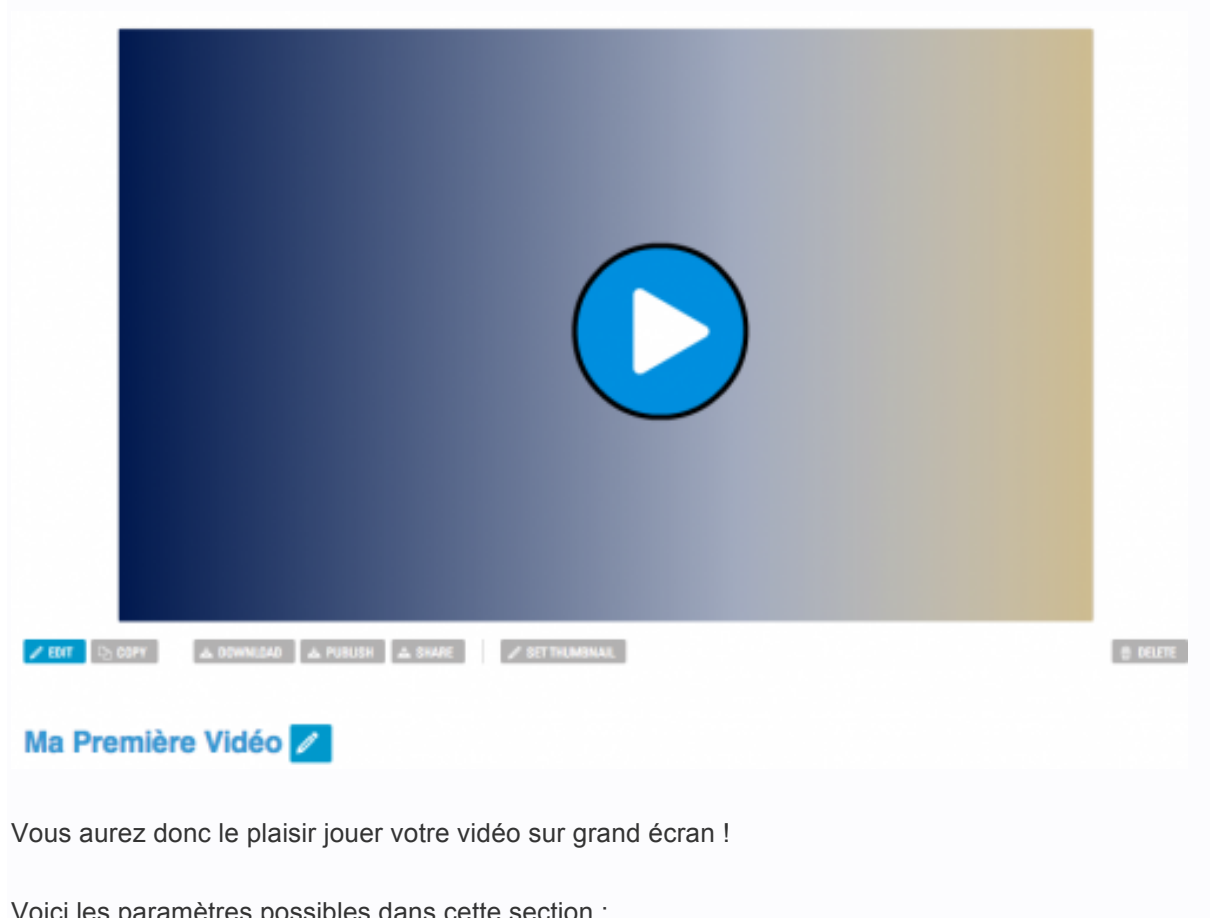 EDIT COPY DOWNLOAD PUBLISH SHARE SET THUMBNAIL DELETE
Ma Première Vidéo
Vous aurez donc le plaisir jouer votre vidéo sur grand écran !
Voici les paramètres possibles dans cette section :